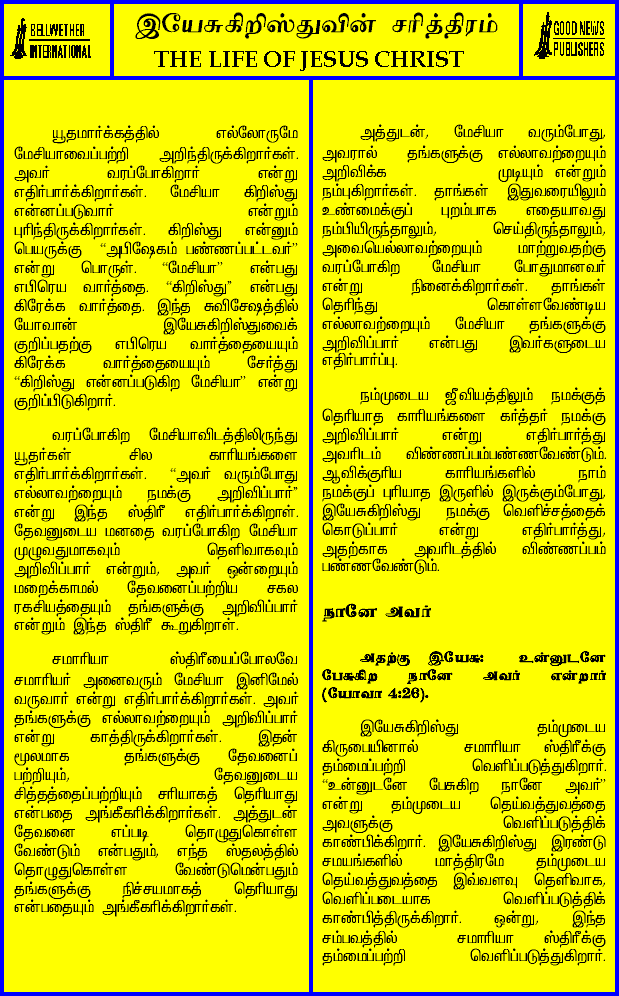 BELLWETHER
INTERNATIONAL
இயேசுகிறிஸ்துவின் சரித்திரம்
THE LIFE OF JESUS CHRIST
GOOD NEWS
PUBLISHERS
யூதமார்க்கத்தில் எல்லோருமே
மேசியாவைப்பற்றி அறிந்திருக்கிறார்கள்.
அவர் வரப்போகிறார் என்று
எதிர்பார்க்கிறார்கள். மேசியா கிறிஸ்து
என்னப்படுவார் என்றும்
புரிந்திருக்கிறார்கள். கிறிஸ்து என்னும்
பெயருக்கு “அபிஷேகம் பண்ணப்பட்டவர்”
என்று பொருள். “மேசியா” என்பது
எபிரெய வார்த்தை. “கிறிஸ்து” என்பது
கிரேக்க வார்த்தை. இந்த சுவிசேஷத்தில்
யோவான் இயேசுகிறிஸ்துவைக்
குறிப்பதற்கு எபிரெய வார்த்தையையும்
கிரேக்க வார்த்தையையும் சேர்த்து
“கிறிஸ்து என்னப்படுகிற மேசியா” என்று
குறிப்பிடுகிறார்.
வரப்போகிற மேசியாவிடத்திலிருந்து
யூதர்கள் சில காரியங்களை
எதிர்பார்க்கிறார்கள். “அவர் வரும்போது
எல்லாவற்றையும் நமக்கு அறிவிப்பார்”
என்று இந்த ஸ்திரீ எதிர்பார்க்கிறாள்.
தேவனுடைய மனதை வரப்போகிற மேசியா
முழுவதுமாகவும் தெளிவாகவும்
அறிவிப்பார் என்றும், அவர் ஒன்றையும்
மறைக்காமல் தேவனைப்பற்றிய சகல
ரகசியத்தையும் தங்களுக்கு அறிவிப்பார்
என்றும் இந்த ஸ்திரீ கூறுகிறாள்.
சமாரியா ஸ்திரீயைப்போலவே
சமாரியர் அனைவரும் மேசியா இனிமேல்
வருவார் என்று எதிர்பார்க்கிறார்கள். அவர்
தங்களுக்கு எல்லாவற்றையும் அறிவிப்பார்
என்று காத்திருக்கிறார்கள். இதன்
மூலமாக தங்களுக்கு தேவனைப்
பற்றியும், தேவனுடைய
சித்தத்தைப்பற்றியும் சரியாகத் தெரியாது
என்பதை அங்கீகரிக்கிறார்கள். அத்துடன்
தேவனை எப்படி தொழுதுகொள்ள
வேண்டும் என்பதும், எந்த ஸ்தலத்தில்
தொழுதுகொள்ள வேண்டுமென்பதும்
தங்களுக்கு நிச்சயமாகத் தெரியாது
என்பதையும் அங்கீகரிக்கிறார்கள்.
அத்துடன், மேசியா வரும்போது,
அவரால் தங்களுக்கு எல்லாவற்றையும்
அறிவிக்க முடியும் என்றும்
நம்புகிறார்கள். தாங்கள் இதுவரையிலும்
உண்மைக்குப் புறம்பாக எதையாவது
நம்பியிருந்தாலும், செய்திருந்தாலும்,
அவையெல்லாவற்றையும் மாற்றுவதற்கு
வரப்போகிற மேசியா போதுமானவர்
என்று நினைக்கிறார்கள். தாங்கள்
தெரிந்து கொள்ளவேண்டிய
எல்லாவற்றையும் மேசியா தங்களுக்கு
அறிவிப்பார் என்பது இவர்களுடைய
எதிர்பார்ப்பு.
நம்முடைய ஜீவியத்திலும் நமக்குத்
தெரியாத காரியங்களை கர்த்தர் நமக்கு
அறிவிப்பார் என்று எதிர்பார்த்து
அவரிடம் விண்ணப்பம்பண்ணவேண்டும்.
ஆவிக்குரிய காரியங்களில் நாம்
நமக்குப் புரியாத இருளில் இருக்கும்போது,
இயேசுகிறிஸ்து நமக்கு வெளிச்சத்தைக்
கொடுப்பார் என்று எதிர்பார்த்து,
அதற்காக அவரிடத்தில் விண்ணப்பம்
பண்ணவேண்டும்.
நானே அவர்
அதற்கு இயேசு: உன்னுடனே
பேசுகிற நானே அவர் என்றார்
(யோவா 4:26).
இயேசுகிறிஸ்து தம்முடைய
கிருபையினால் சமாரியா ஸ்திரீக்கு
தம்மைப்பற்றி வெளிப்படுத்துகிறார்.
“உன்னுடனே பேசுகிற நானே அவர்”
என்று தம்முடைய தெய்வத்துவத்தை
அவளுக்கு வெளிப்படுத்திக்
காண்பிக்கிறார். இயேசுகிறிஸ்து இரண்டு
சமயங்களில் மாத்திரமே தம்முடைய
தெய்வத்துவத்தை இவ்வளவு தெளிவாக,
வெளிப்படையாக வெளிப்படுத்திக்
காண்பித்திருக்கிறார். ஒன்று, இந்த
சம்பவத்தில் சமாரியா ஸ்திரீக்கு
தம்மைப்பற்றி வெளிப்படுத்துகிறார்.